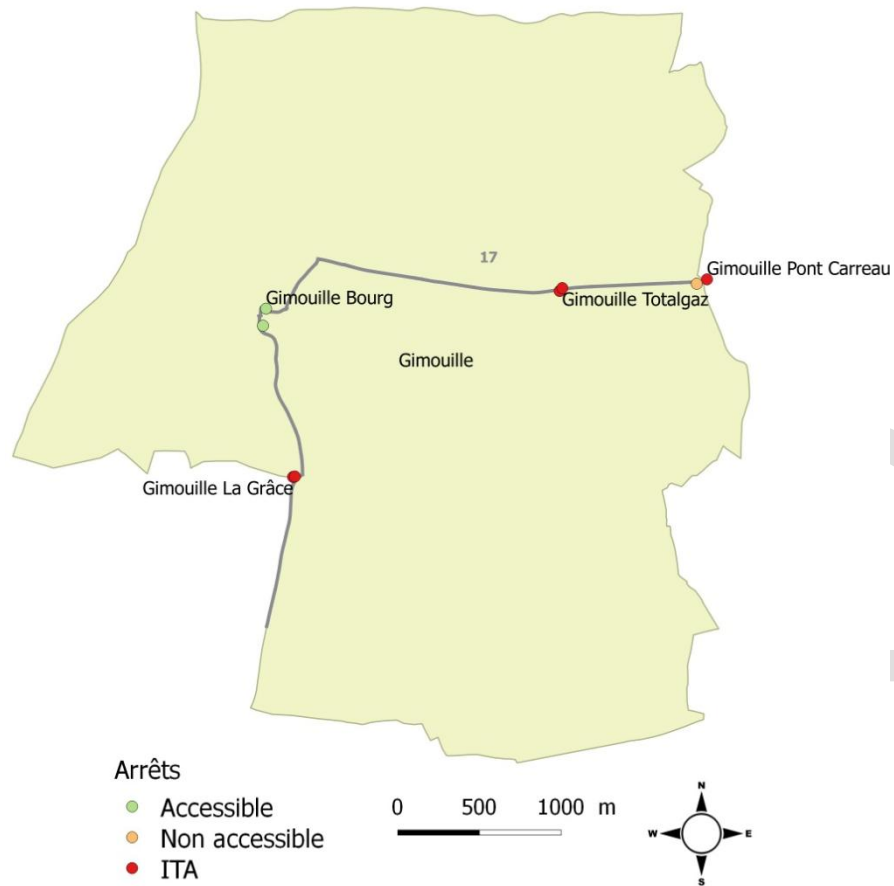 17
Gimouille Pont Carreau
Gimouille Bourg
Gimouille Totalgaz
Gimouille
Gimouille La Grâce
Arrêts
Accessible
Non accessible
ITA
0 500 1000 m
N
W E
S